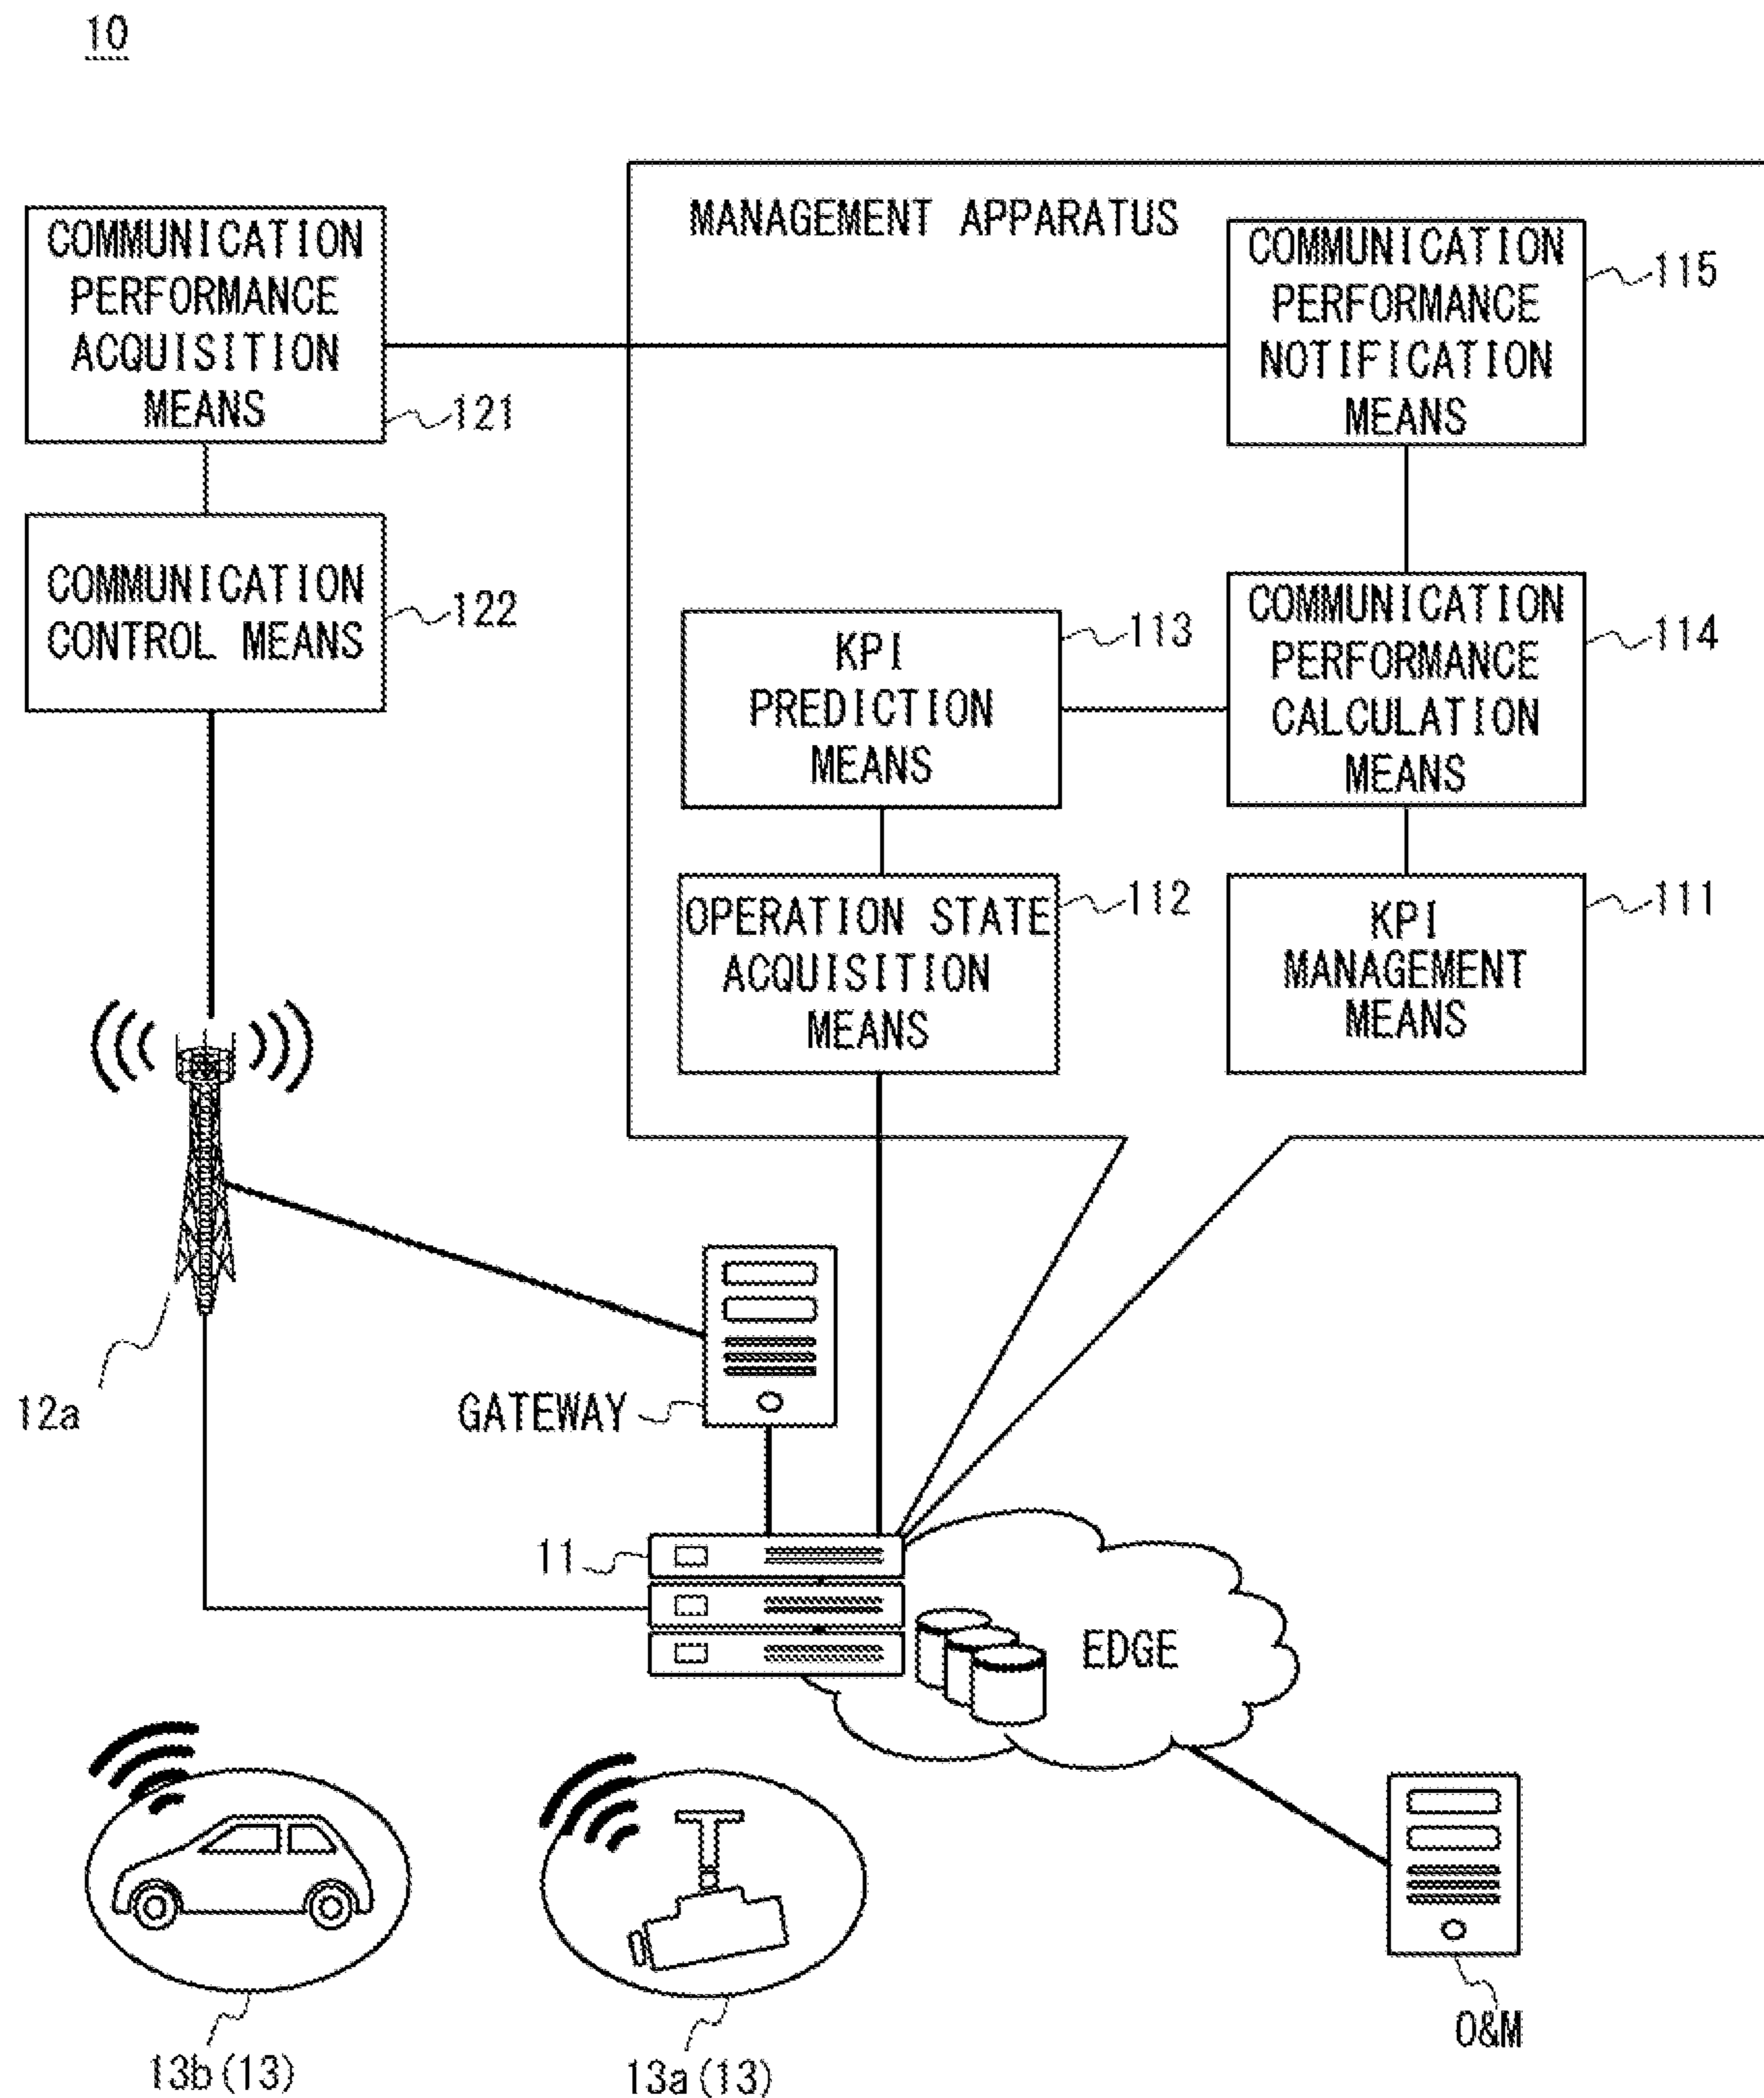 10
MANAGEMENT APPARATUS
COMMUNICATION
PERFORMANCE
ACQUISITION
MEANS
121
COMMUNICATION
PERFORMANCE
NOTIFICATION
MEANS
115
COMMUNICATION
CONTROL MEANS
122
KPI
PREDICTION
MEANS
113
COMMUNICATION
PERFORMANCE
CALCULATION
MEANS
114
OPERATION STATE
ACQUISITION
MEANS
112
KPI
MANAGEMENT
MEANS
111
12a
GATEWAY
11
EDGE
13b(13)
13a(13)
O&M